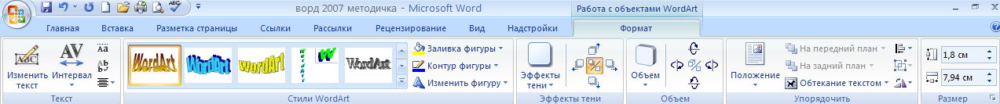 ворд 2007 методичка - Microsoft Word
Работа с объектами WordArt
Главная Вставка Разметка страницы Ссылки Рассылки Рецензирование Вид Надстройки Формат
Изменить текст
AV Интервал
Aa
Ab
WordArt WordArt WordArt W WordArt
Заливка фигуры
Контур фигуры
Изменить фигуру
Эффекты тени
Объем
Положение
На передний план
На задний план
Обтекание текстом
1,8 см
7,94 см
Текст Стили WordArt Эффекты тени Объем Упорядочить Размер